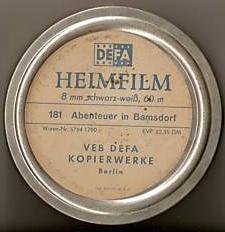 DEFA
HEIMFILM
8 mm schwarz-weiß, 60 m
181 Abenteuer in Bamsdorf
Waren-Nr. 5784 1700
EVP: 22,35 DM
VEB DEFA
KOPIERWERKE
Berlin